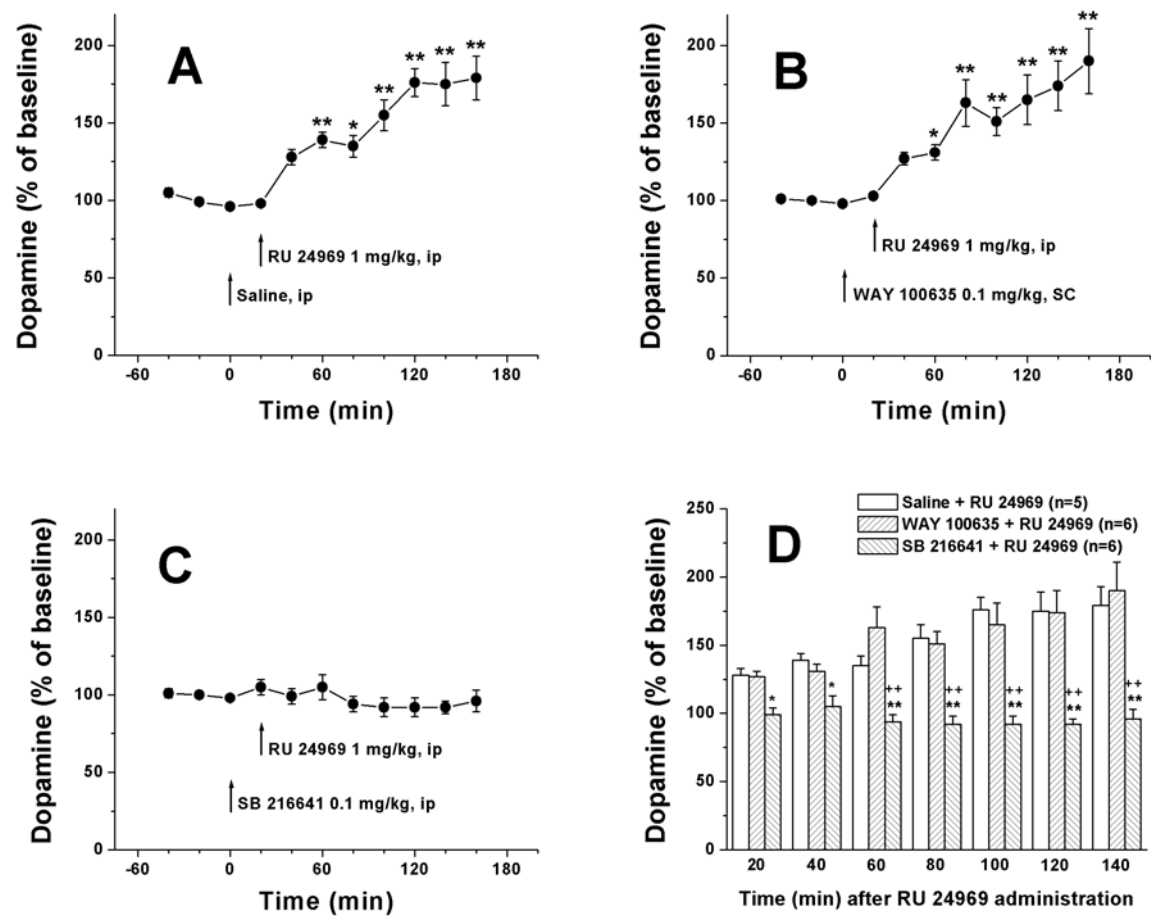 A
Dopamine (% of baseline)
200
150
100
50
0
** * ** ** ** **
RU 24969 1 mg/kg, ip
Saline, ip
-60 0 60 120 180
Time (min)
B
Dopamine (% of baseline)
200
150
100
50
0
* ** ** ** ** **
RU 24969 1 mg/kg, ip
WAY 100635 0.1 mg/kg, SC
-60 0 60 120 180
Time (min)
C
Dopamine (% of baseline)
200
150
100
50
0
RU 24969 1 mg/kg, ip
SB 216641 0.1 mg/kg, ip
-60 0 60 120 180
Time (min)
D
Saline + RU 24969 (n=5)
WAY 100635 + RU 24969 (n=6)
SB 216641 + RU 24969 (n=6)
Dopamine (% of baseline)
250
200
150
100
50
0
++ ++ ++ ++ ++
* * ** ** ** ** **
20 40 60 80 100 120 140
Time (min) after RU 24969 administration